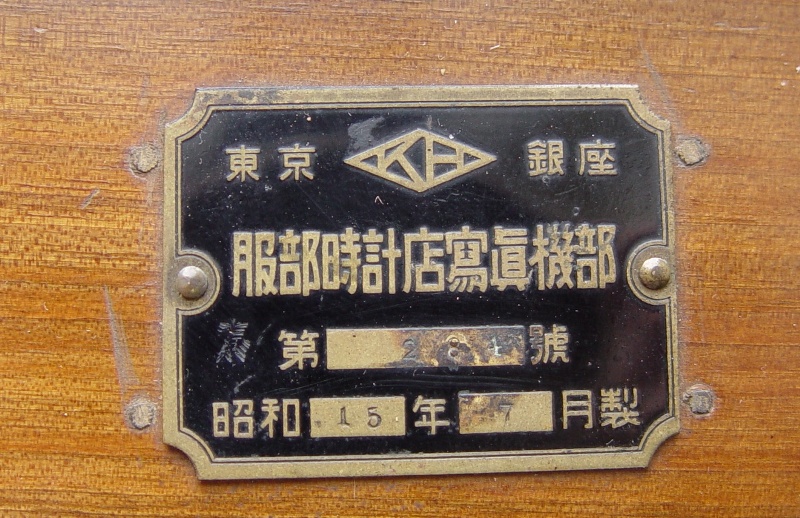 東京 KH 銀座
服部時計店寫眞機部
第 號
昭和 15 年 7 月製